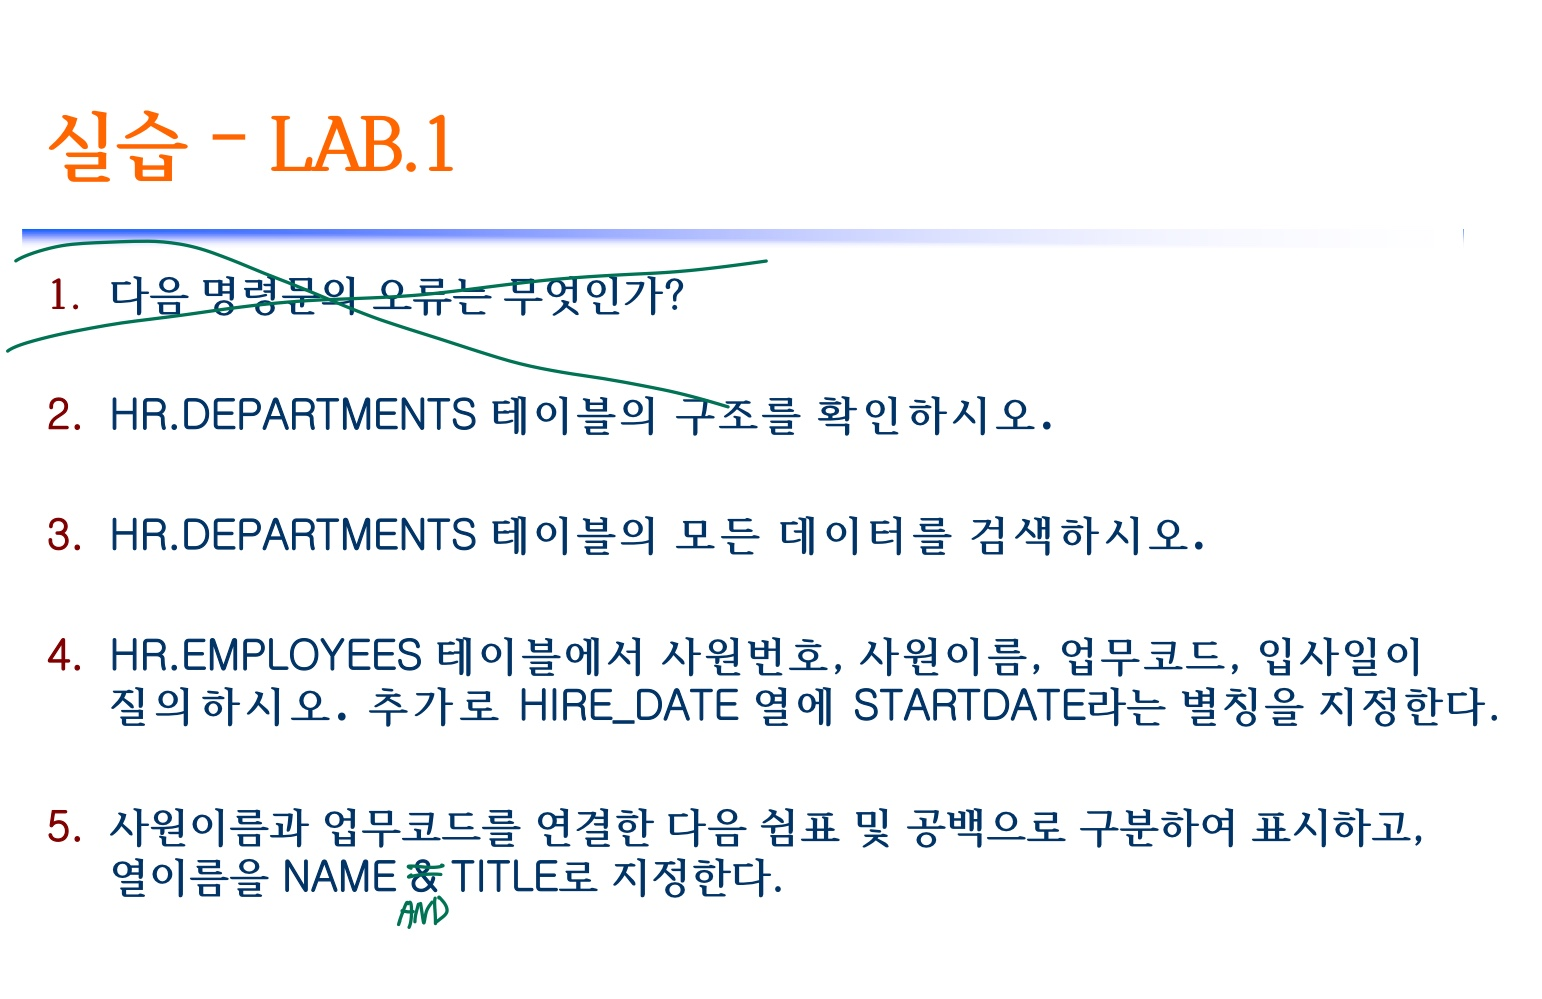 실습 - LAB.1
1. 다음 명령문의 오류는 무엇인가?
2. HR.DEPARTMENTS 테이블의 구조를 확인하시오.
3. HR.DEPARTMENTS 테이블의 모든 데이터를 검색하시오.
4. HR.EMPLOYEES 테이블에서 사원번호, 사원이름, 업무코드, 입사일이
질의하시오. 추가로 HIRE_DATE 열에 STARTDATE라는 별칭을 지정한다.
5. 사원이름과 업무코드를 연결한 다음 쉼표 및 공백으로 구분하여 표시하고,
열이름을 NAME & TITLE로 지정한다.
AND